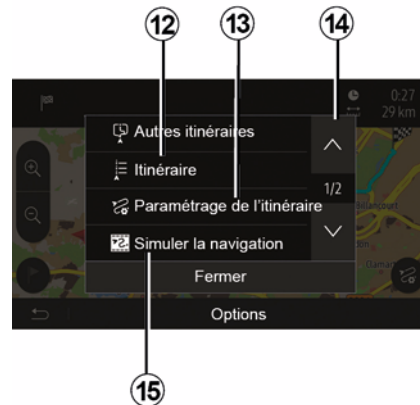 12 13 14
0:27
29 km
Autres itinéraires
Itinéraire
1/2
Paramétrage de l'itinéraire
Billancourt
Simuler la navigation
Fermer
Options
15